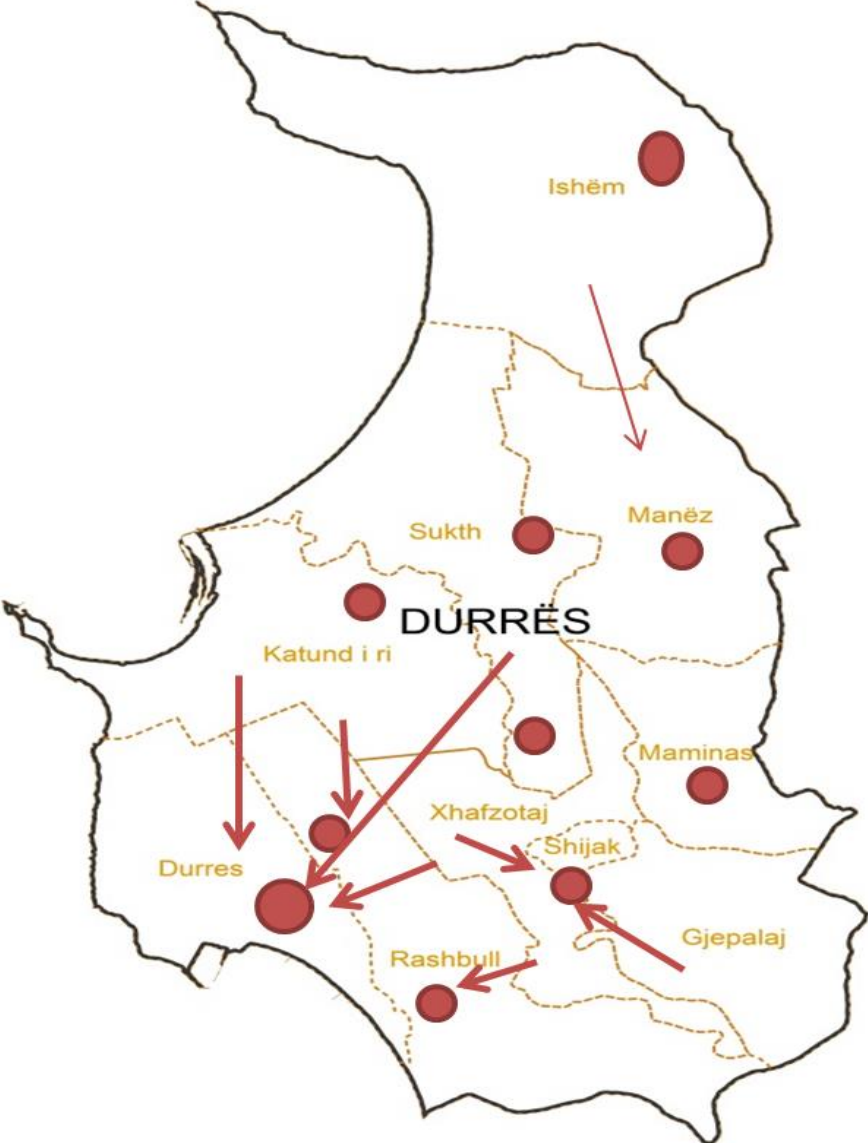 Ishëm
Manëz
Sukth
DURRËS
Katund i ri
Maminas
Xhafzotaj
Shijak
Durres
Gjepalaj
Rashbull